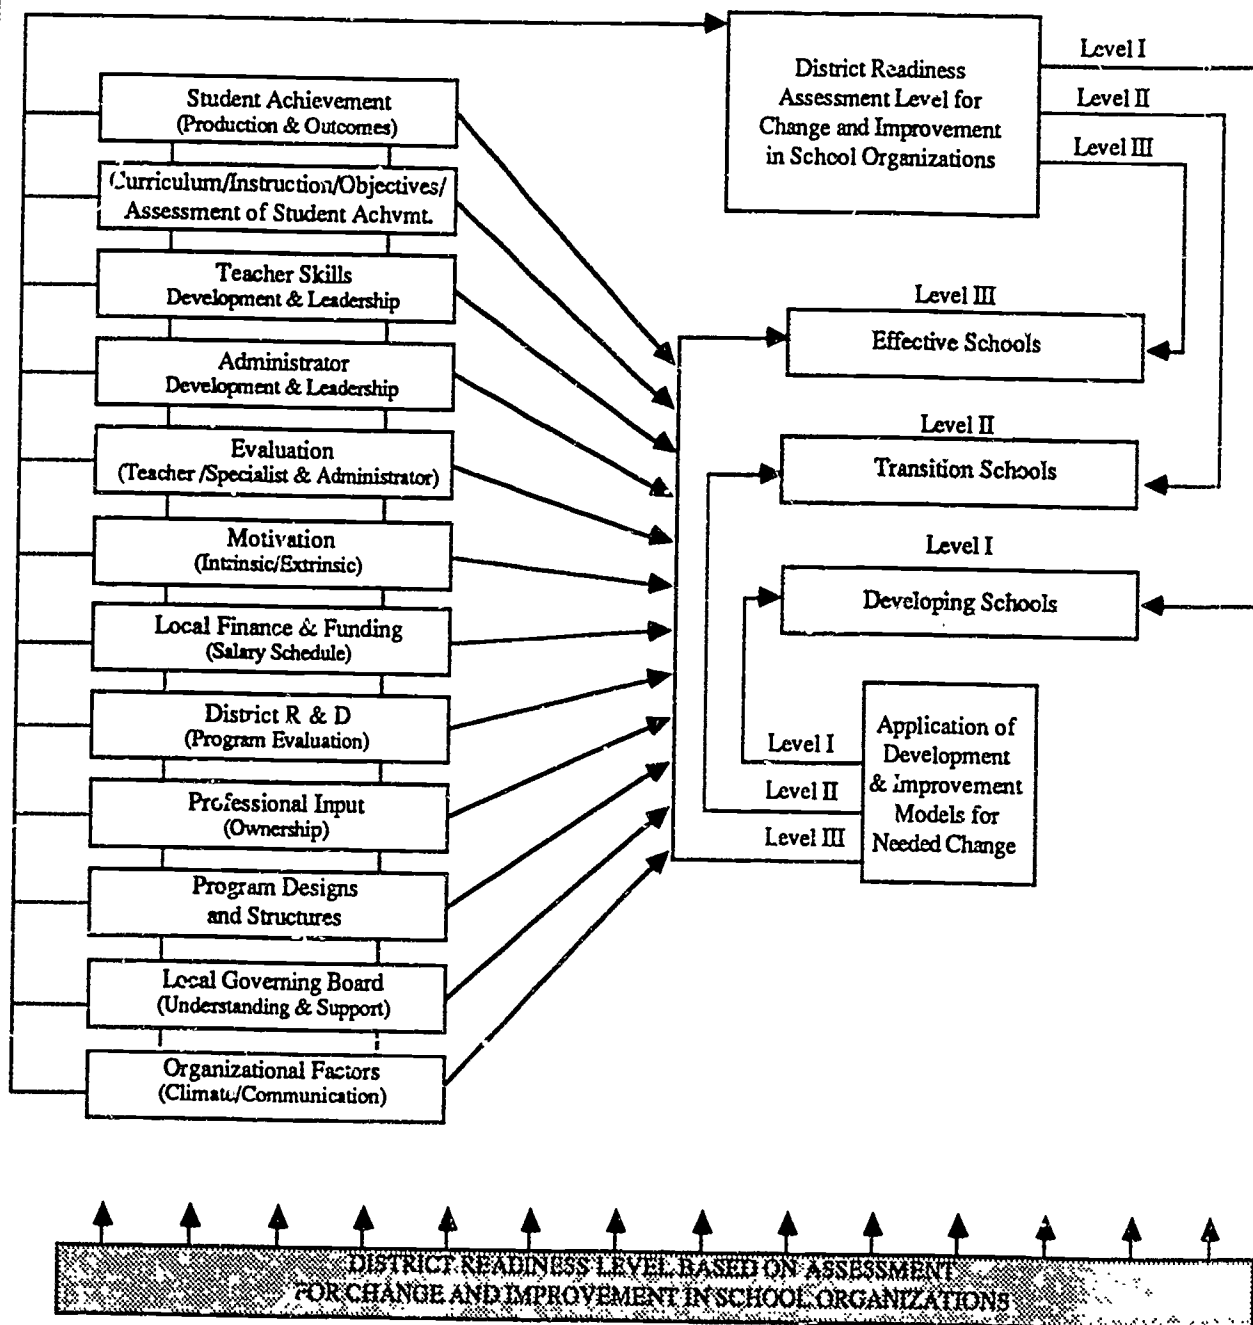 Student Achievement
(Production & Outcomes)
Curriculum/Instruction/Objectives/
Assessment of Student Achvmt.
Teacher Skills
Development & Leadership
Administrator
Development & Leadership
Evaluation
(Teacher/Specialist & Administrator)
Motivation
(Intrinsic/Extrinsic)
Local Finance & Funding
(Salary Schedule)
District R & D
(Program Evaluation)
Professional Input
(Ownership)
Program Designs
and Structures
Local Governing Board
(Understanding & Support)
Organizational Factors
(Climate/Communication)
District Readiness
Assessment Level for
Change and Improvement
in School Organizations
Level I
Level II
Level III
Level III
Effective Schools
Level II
Transition Schools
Level I
Developing Schools
Level I
Level II
Level III
Application of
Development
& Improvement
Models for
Needed Change
DISTRICT READINESS LEVEL BASED ON ASSESSMENT
FOR CHANGE AND IMPROVEMENT IN SCHOOL ORGANIZATIONS